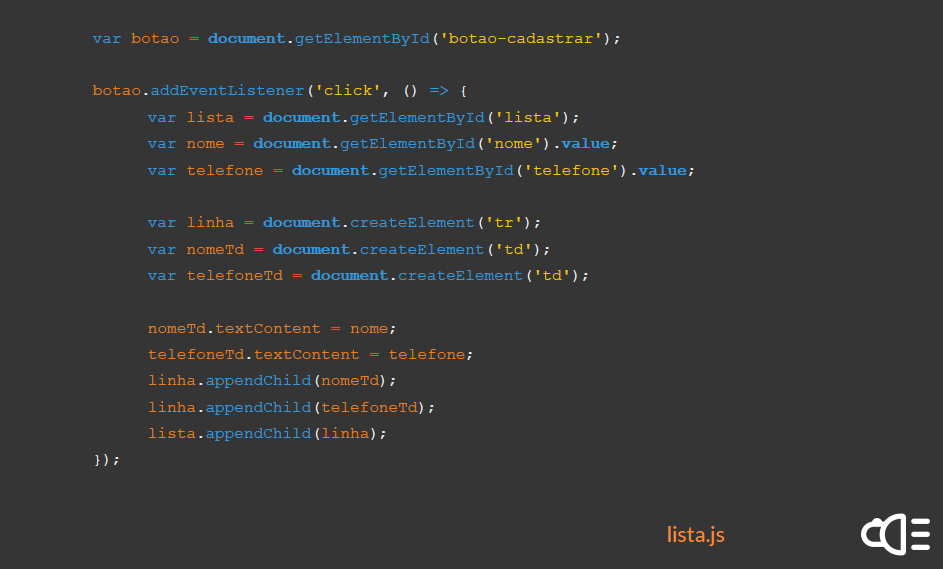 var botao = document.getElementById('botao-cadastrar');
botao.addEventListener('click', () => {
var lista = document.getElementById('lista');
var nome = document.getElementById('nome').value;
var telefone = document.getElementById('telefone').value;
var linha = document.createElement('tr');
var nomeTd = document.createElement('td');
var telefoneTd = document.createElement('td');
nomeTd.textContent = nome;
telefoneTd.textContent = telefone;
linha.appendChild(nomeTd);
linha.appendChild(telefoneTd);
lista.appendChild(linha);
});
lista.js